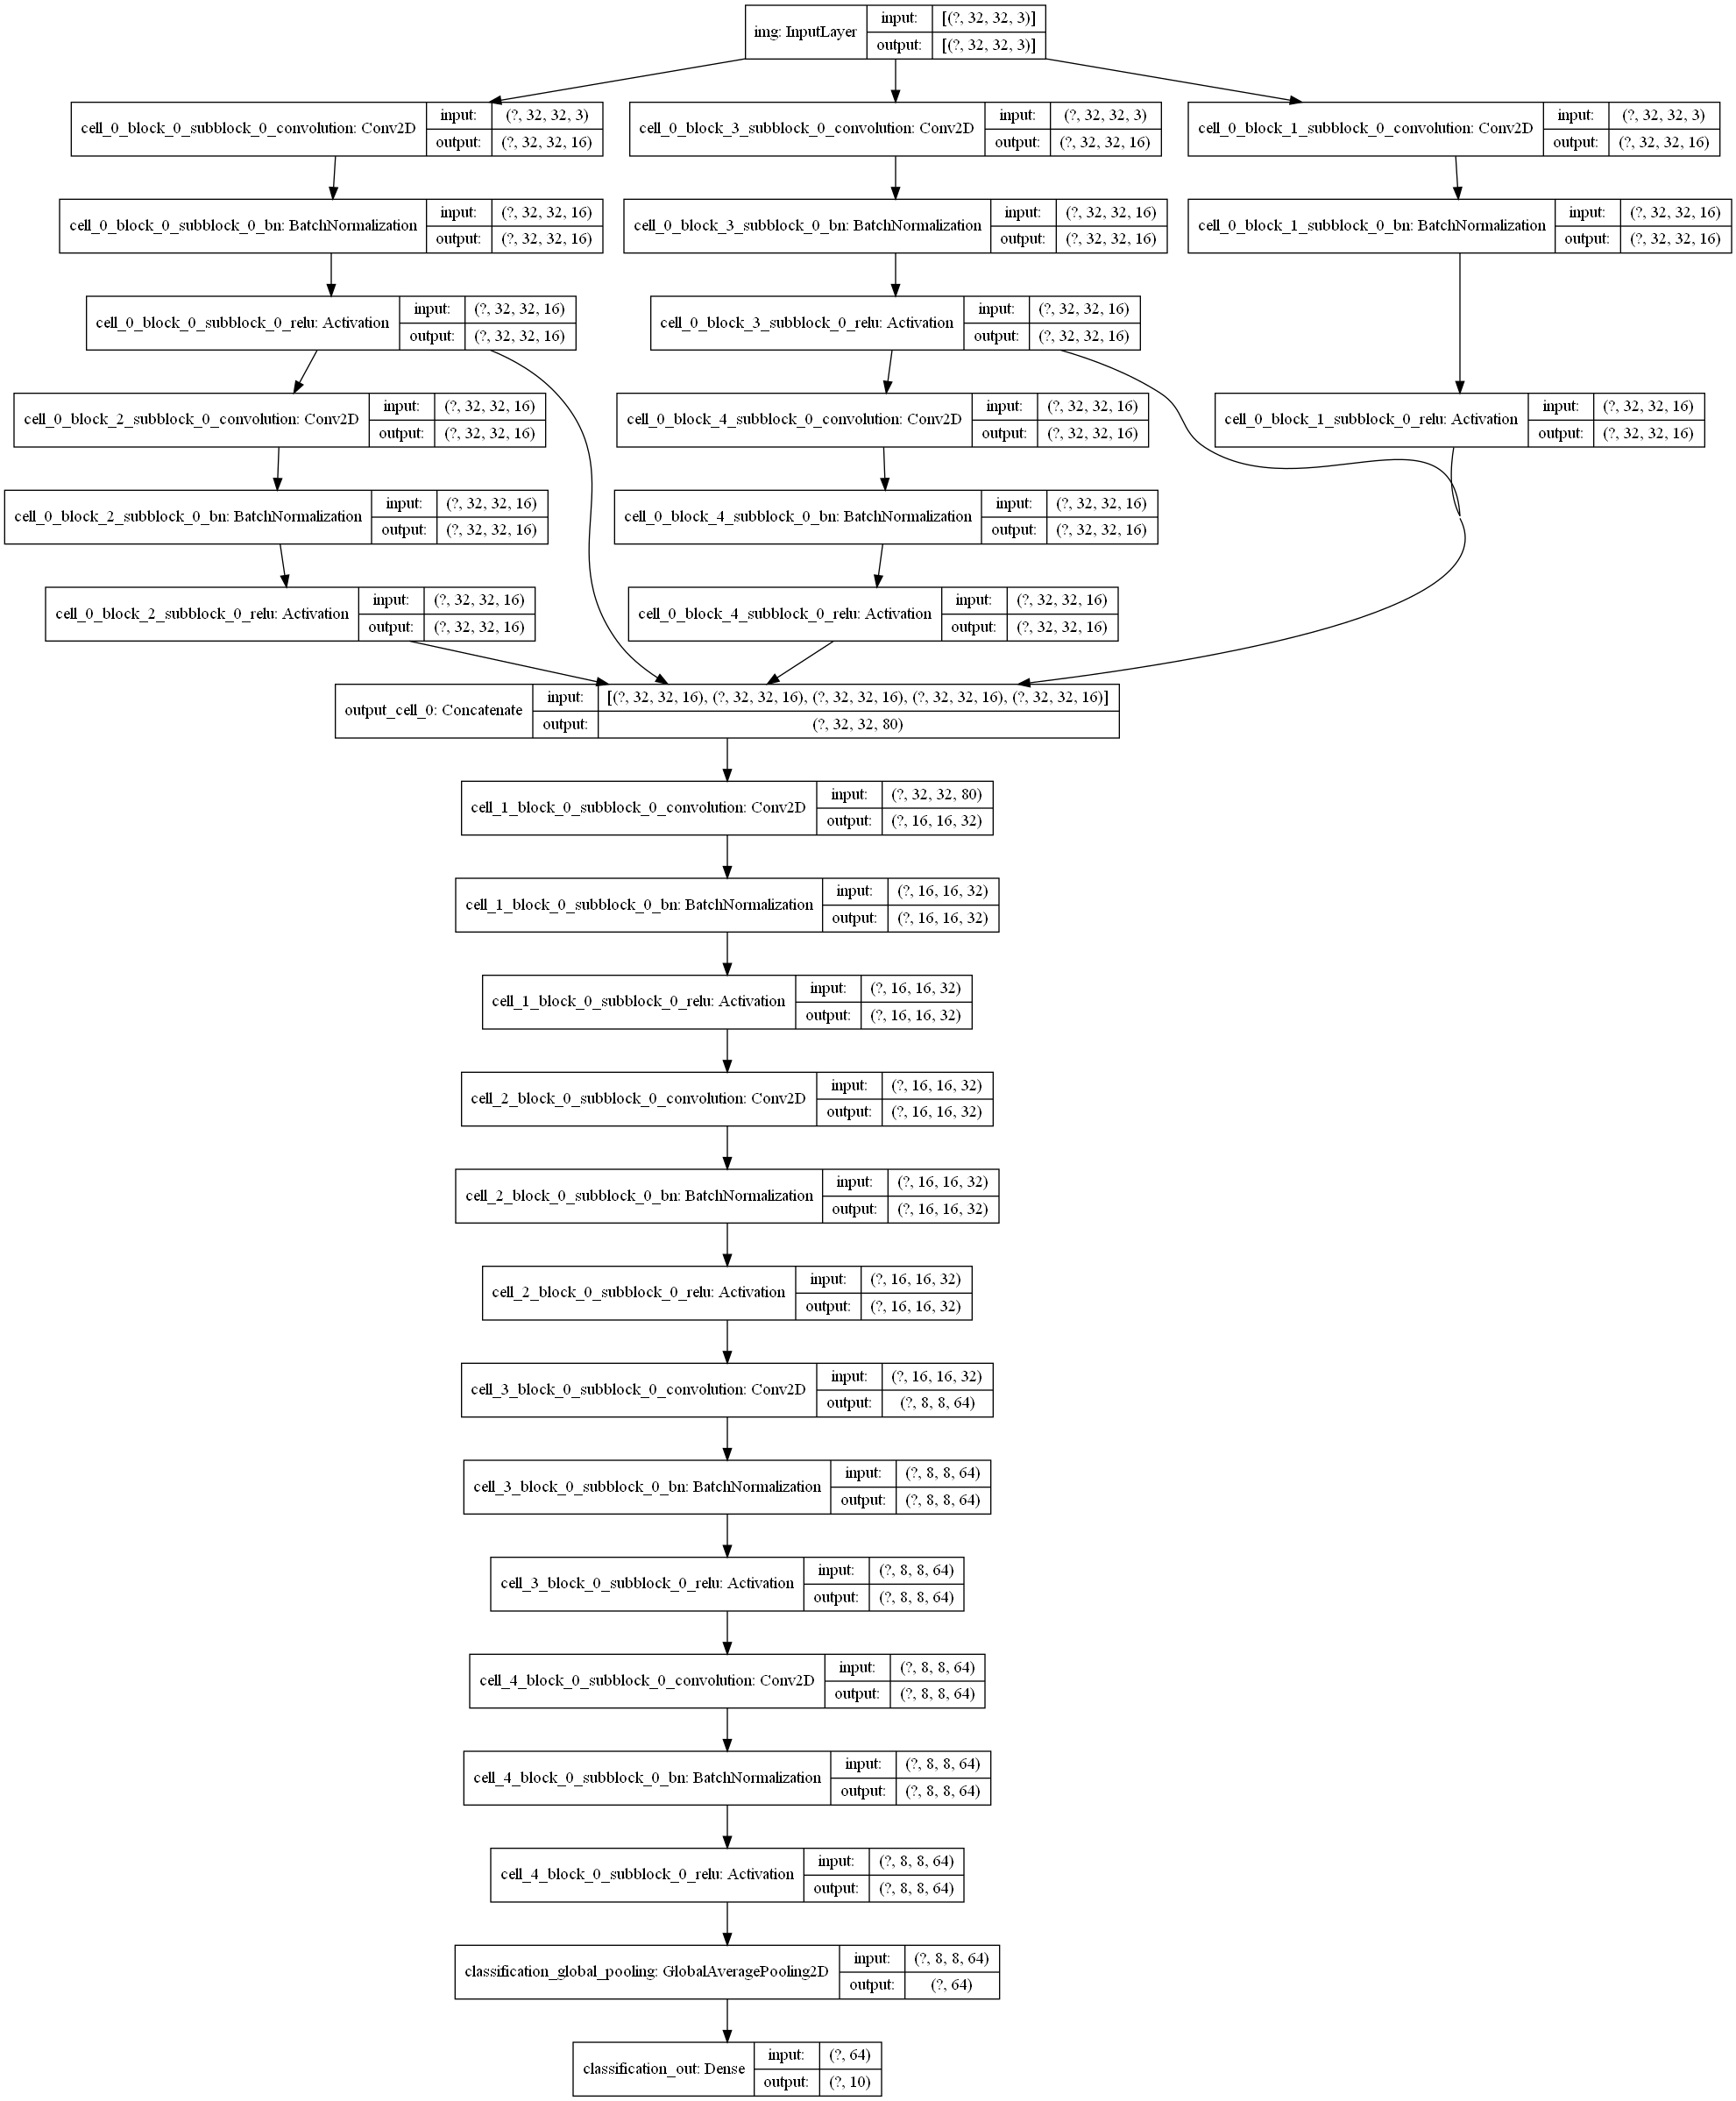 img: InputLayer
input: [(?, 32, 32, 3)]
output: [(?, 32, 32, 3)]
cell_0_block_0_subblock_0_convolution: Conv2D
input: (?, 32, 32, 3)
output: (?, 32, 32, 16)
cell_0_block_3_subblock_0_convolution: Conv2D
input: (?, 32, 32, 3)
output: (?, 32, 32, 16)
cell_0_block_1_subblock_0_convolution: Conv2D
input: (?, 32, 32, 3)
output: (?, 32, 32, 16)
cell_0_block_0_subblock_0_bn: BatchNormalization
input: (?, 32, 32, 16)
output: (?, 32, 32, 16)
cell_0_block_3_subblock_0_bn: BatchNormalization
input: (?, 32, 32, 16)
output: (?, 32, 32, 16)
cell_0_block_1_subblock_0_bn: BatchNormalization
input: (?, 32, 32, 16)
output: (?, 32, 32, 16)
cell_0_block_0_subblock_0_relu: Activation
input: (?, 32, 32, 16)
output: (?, 32, 32, 16)
cell_0_block_3_subblock_0_relu: Activation
input: (?, 32, 32, 16)
output: (?, 32, 32, 16)
cell_0_block_2_subblock_0_convolution: Conv2D
input: (?, 32, 32, 16)
output: (?, 32, 32, 16)
cell_0_block_4_subblock_0_convolution: Conv2D
input: (?, 32, 32, 16)
output: (?, 32, 32, 16)
cell_0_block_1_subblock_0_relu: Activation
input: (?, 32, 32, 16)
output: (?, 32, 32, 16)
cell_0_block_2_subblock_0_bn: BatchNormalization
input: (?, 32, 32, 16)
output: (?, 32, 32, 16)
cell_0_block_4_subblock_0_bn: BatchNormalization
input: (?, 32, 32, 16)
output: (?, 32, 32, 16)
cell_0_block_2_subblock_0_relu: Activation
input: (?, 32, 32, 16)
output: (?, 32, 32, 16)
cell_0_block_4_subblock_0_relu: Activation
input: (?, 32, 32, 16)
output: (?, 32, 32, 16)
output_cell_0: Concatenate
input: [(?, 32, 32, 16), (?, 32, 32, 16), (?, 32, 32, 16), (?, 32, 32, 16), (?, 32, 32, 16)]
output: (?, 32, 32, 80)
cell_1_block_0_subblock_0_convolution: Conv2D
input: (?, 32, 32, 80)
output: (?, 16, 16, 32)
cell_1_block_0_subblock_0_bn: BatchNormalization
input: (?, 16, 16, 32)
output: (?, 16, 16, 32)
cell_1_block_0_subblock_0_relu: Activation
input: (?, 16, 16, 32)
output: (?, 16, 16, 32)
cell_2_block_0_subblock_0_convolution: Conv2D
input: (?, 16, 16, 32)
output: (?, 16, 16, 32)
cell_2_block_0_subblock_0_bn: BatchNormalization
input: (?, 16, 16, 32)
output: (?, 16, 16, 32)
cell_2_block_0_subblock_0_relu: Activation
input: (?, 16, 16, 32)
output: (?, 16, 16, 32)
cell_3_block_0_subblock_0_convolution: Conv2D
input: (?, 16, 16, 32)
output: (?, 8, 8, 64)
cell_3_block_0_subblock_0_bn: BatchNormalization
input: (?, 8, 8, 64)
output: (?, 8, 8, 64)
cell_3_block_0_subblock_0_relu: Activation
input: (?, 8, 8, 64)
output: (?, 8, 8, 64)
cell_4_block_0_subblock_0_convolution: Conv2D
input: (?, 8, 8, 64)
output: (?, 8, 8, 64)
cell_4_block_0_subblock_0_bn: BatchNormalization
input: (?, 8, 8, 64)
output: (?, 8, 8, 64)
cell_4_block_0_subblock_0_relu: Activation
input: (?, 8, 8, 64)
output: (?, 8, 8, 64)
classification_global_pooling: GlobalAveragePooling2D
input: (?, 8, 8, 64)
output: (?, 64)
classification_out: Dense
input: (?, 64)
output: (?, 10)